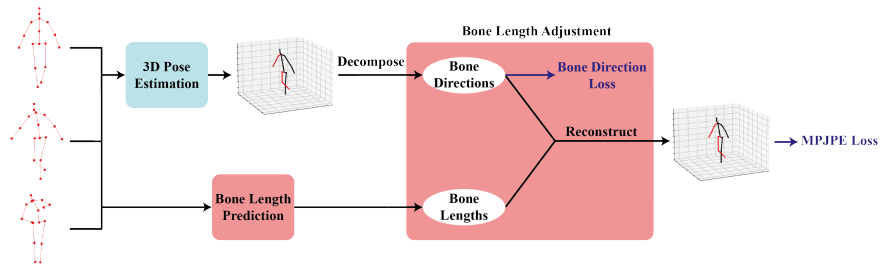 Bone Length Adjustment
3D Pose
Estimation
Decompose
Bone
Directions
Bone Direction
Loss
Reconstruct
MPJPE Loss
Bone Length
Prediction
Bone
Lengths